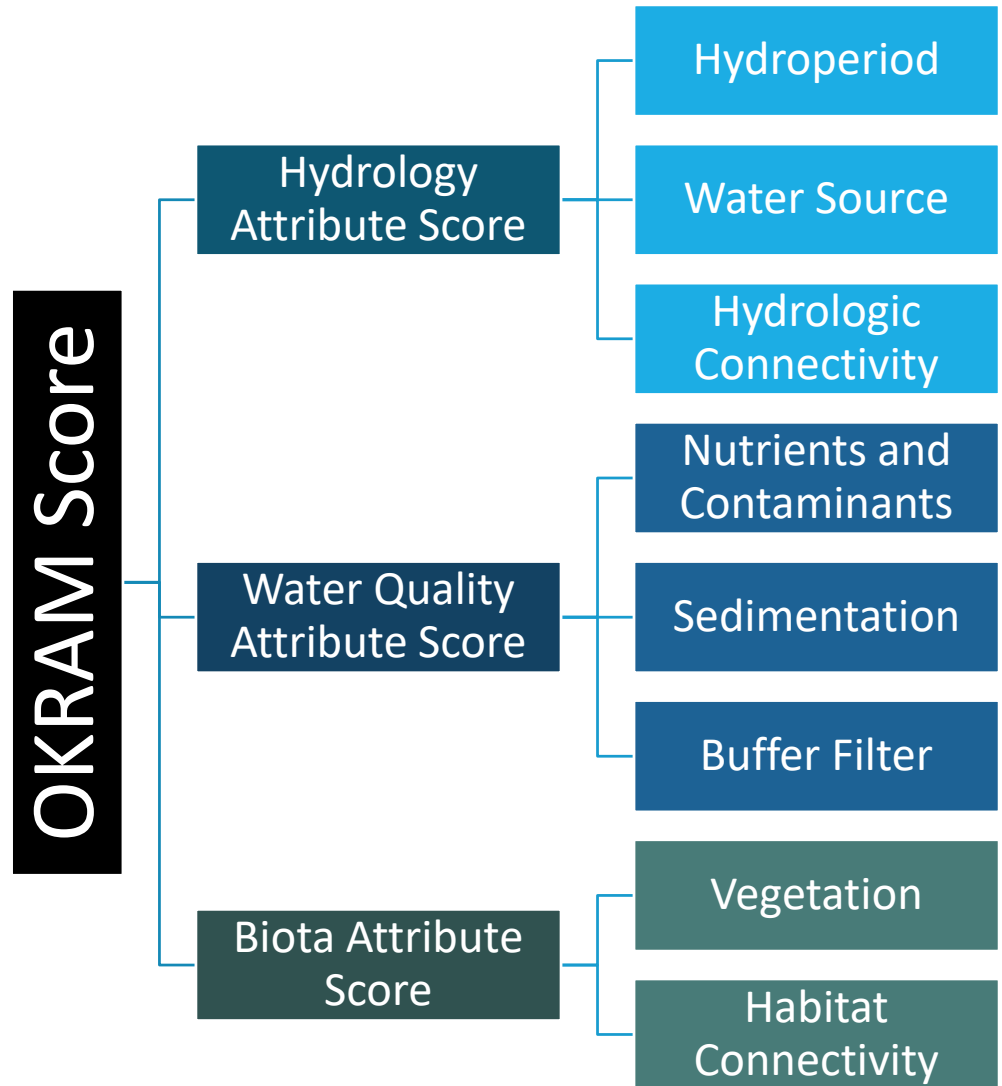 OKRAM Score
Hydrology
Attribute Score
Hydroperiod
Water Source
Hydrologic
Connectivity
Water Quality
Attribute Score
Nutrients and
Contaminants
Sedimentation
Buffer Filter
Biota Attribute
Score
Vegetation
Habitat
Connectivity